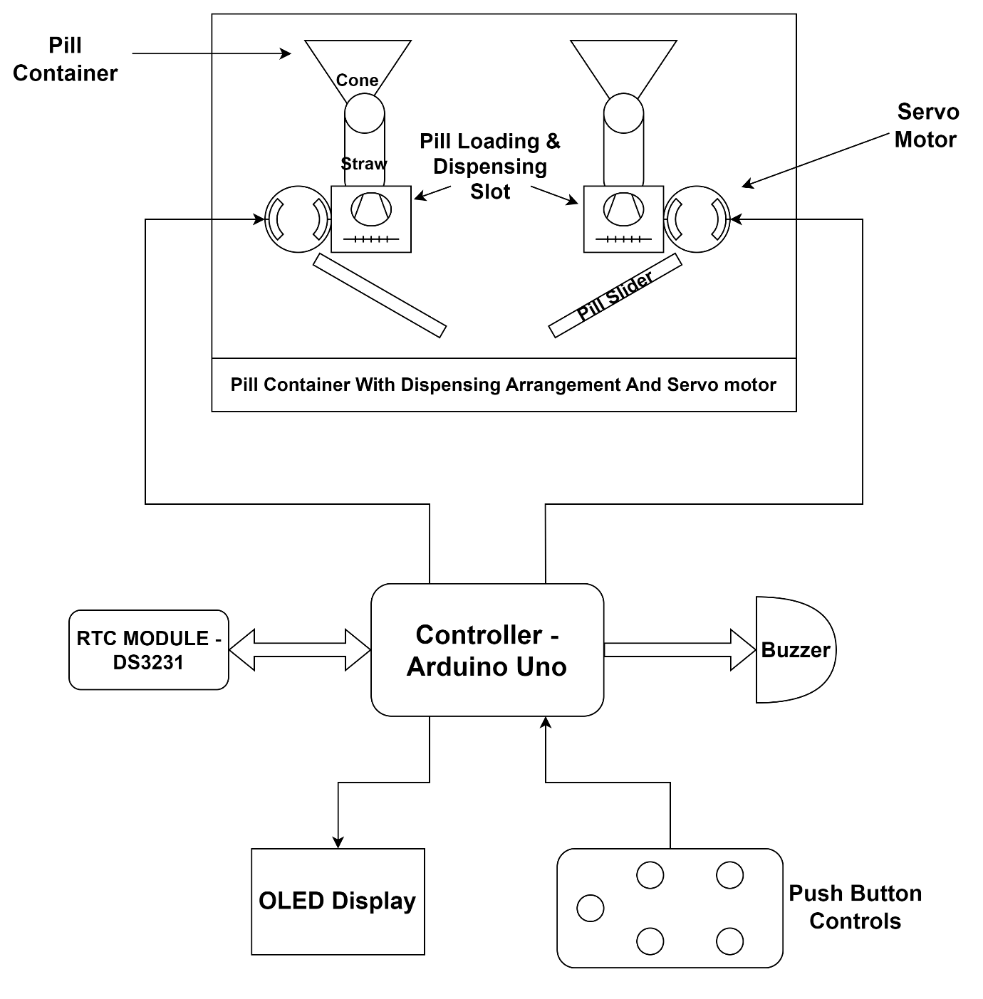 Pill
Container
Cone
Straw
Pill Loading &
Dispensing
Slot
Servo
Motor
Pill Slider
Pill Container With Dispensing Arrangement And Servo motor
RTC MODULE -
DS3231
Controller -
Arduino Uno
Buzzer
OLED Display
Push Button
Controls